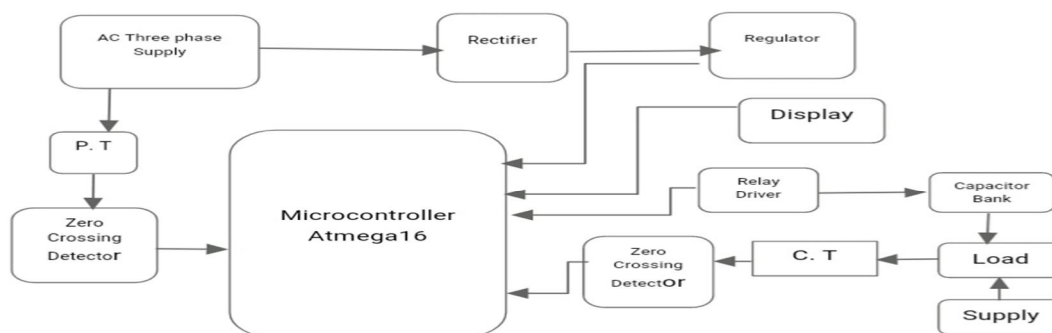 AC Three phase
Supply
Rectifier
Regulator
Display
P. T
Relay
Driver
Capacitor
Bank
Zero
Crossing
Detector
Microcontroller
Atmega16
Zero
Crossing
Detector
C. T
Load
Supply